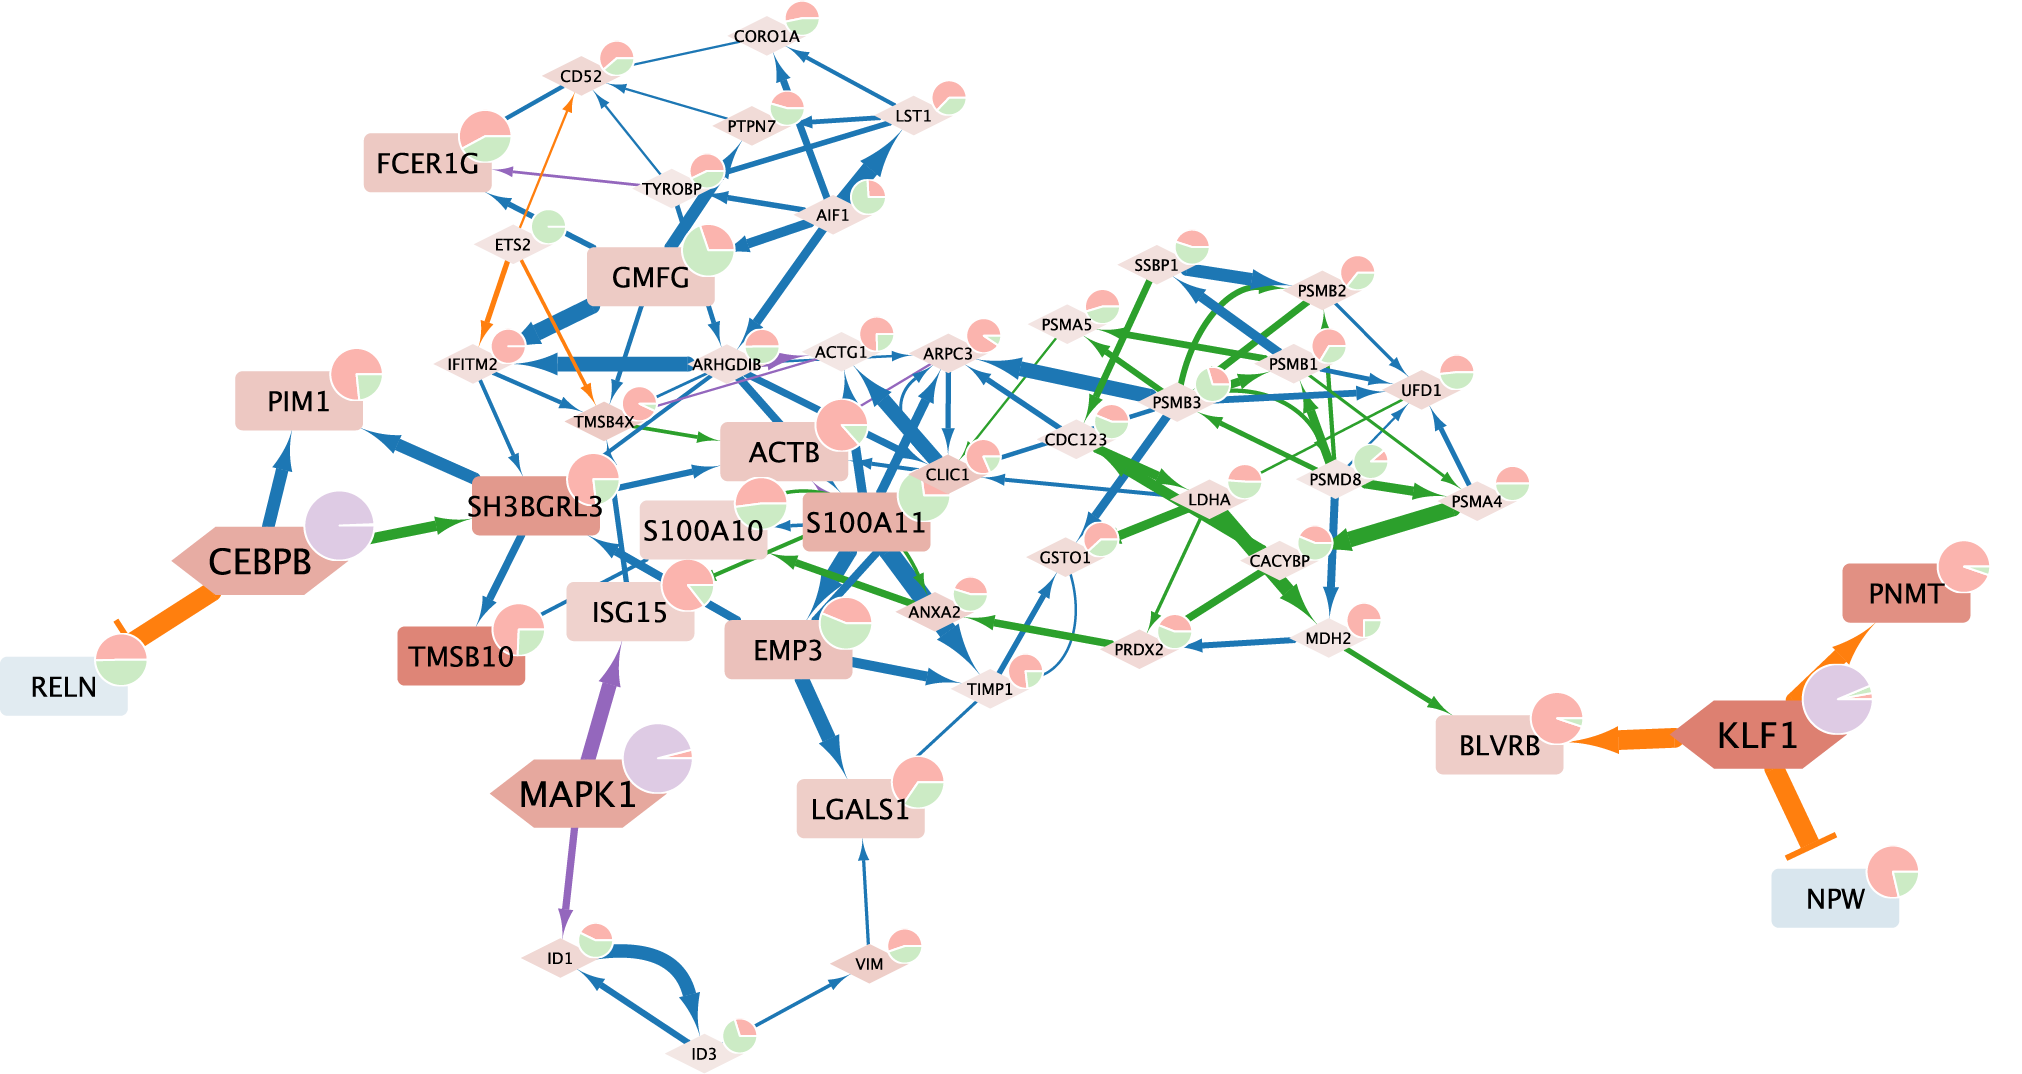 CORO1A
CD52
LST1
PTPN7
FCER1G
TYROBP
AIF1
ETS2
GMFG
SSBP1
PSMB2
PSMA5
ACTG1
ARPC3
IFITM2
ARHGDIB
PSMB1
UFD1
PIM1
PSMB3
TMSB4X
CDC123
ACTB
CLIC1
PSMD8
LDHA
PSMA4
SH3BGRL3
S100A10
S100A11
CEBPB
GSTO1
CACYBP
PNMT
ISG15
ANXA2
MDH2
EMP3
PRDX2
TMSB10
RELN
TIMP1
KLF1
BLVRB
MAPK1
LGALS1
NPW
ID1
VIM
ID3